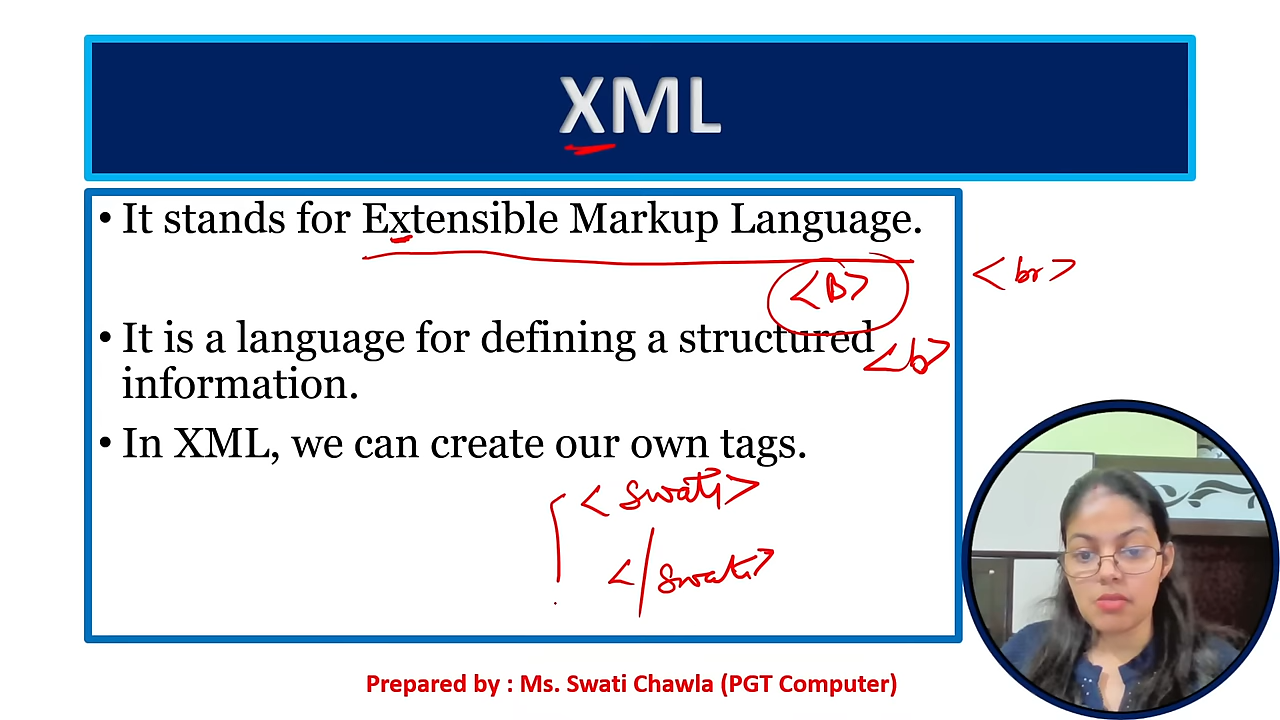 XML
• It stands for Extensible Markup Language.
<B>
<br>
• It is a language for defining a structured
<b>
information.
• In XML, we can create our own tags.
<swati>
</swati>
Prepared by : Ms. Swati Chawla (PGT Computer)